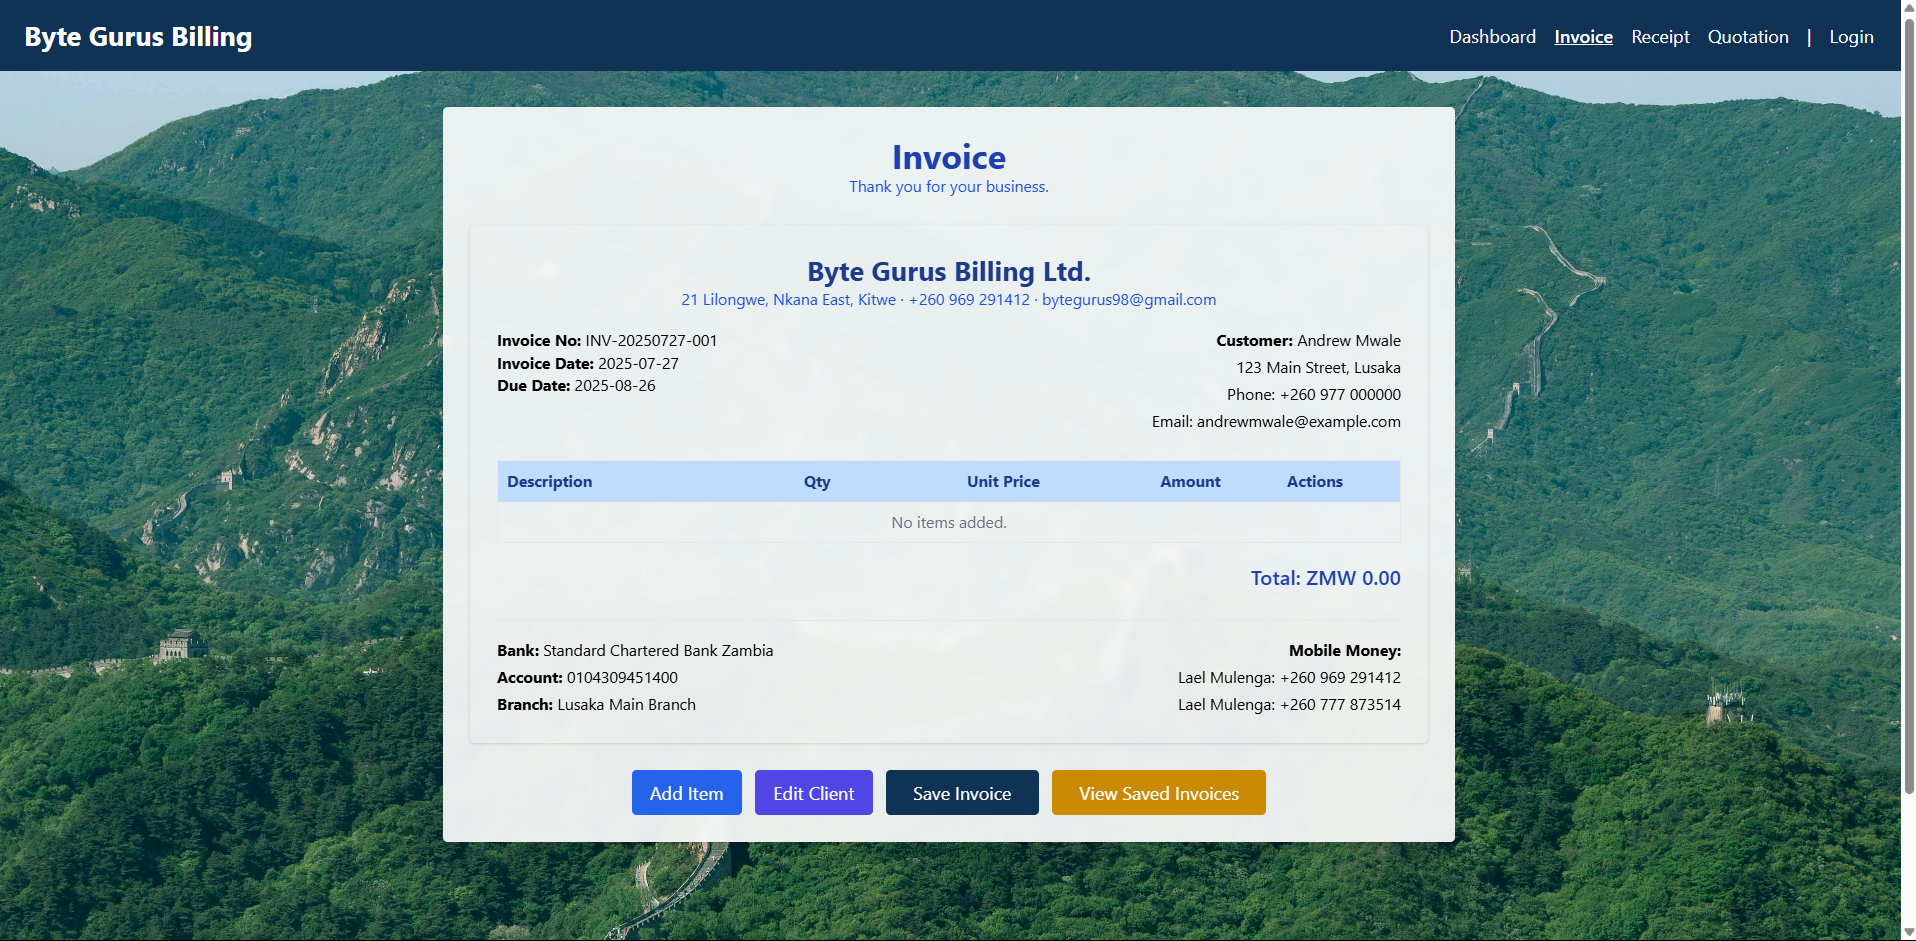 Byte Gurus Billing
Dashboard Invoice Receipt Quotation | Login
Invoice
Thank you for your business.
Byte Gurus Billing Ltd.
21 Lilongwe, Nkana East, Kitwe · +260 969 291412 · bytegurus98@gmail.com
Invoice No: INV-20250727-001
Invoice Date: 2025-07-27
Due Date: 2025-08-26
Customer: Andrew Mwale
123 Main Street, Lusaka
Phone: +260 977 000000
Email: andrewmwale@example.com
Description Qty Unit Price Amount Actions
No items added.
Total: ZMW 0.00
Bank: Standard Chartered Bank Zambia
Account: 0104309451400
Branch: Lusaka Main Branch
Mobile Money:
Lael Mulenga: +260 969 291412
Lael Mulenga: +260 777 873514
Add Item Edit Client Save Invoice View Saved Invoices